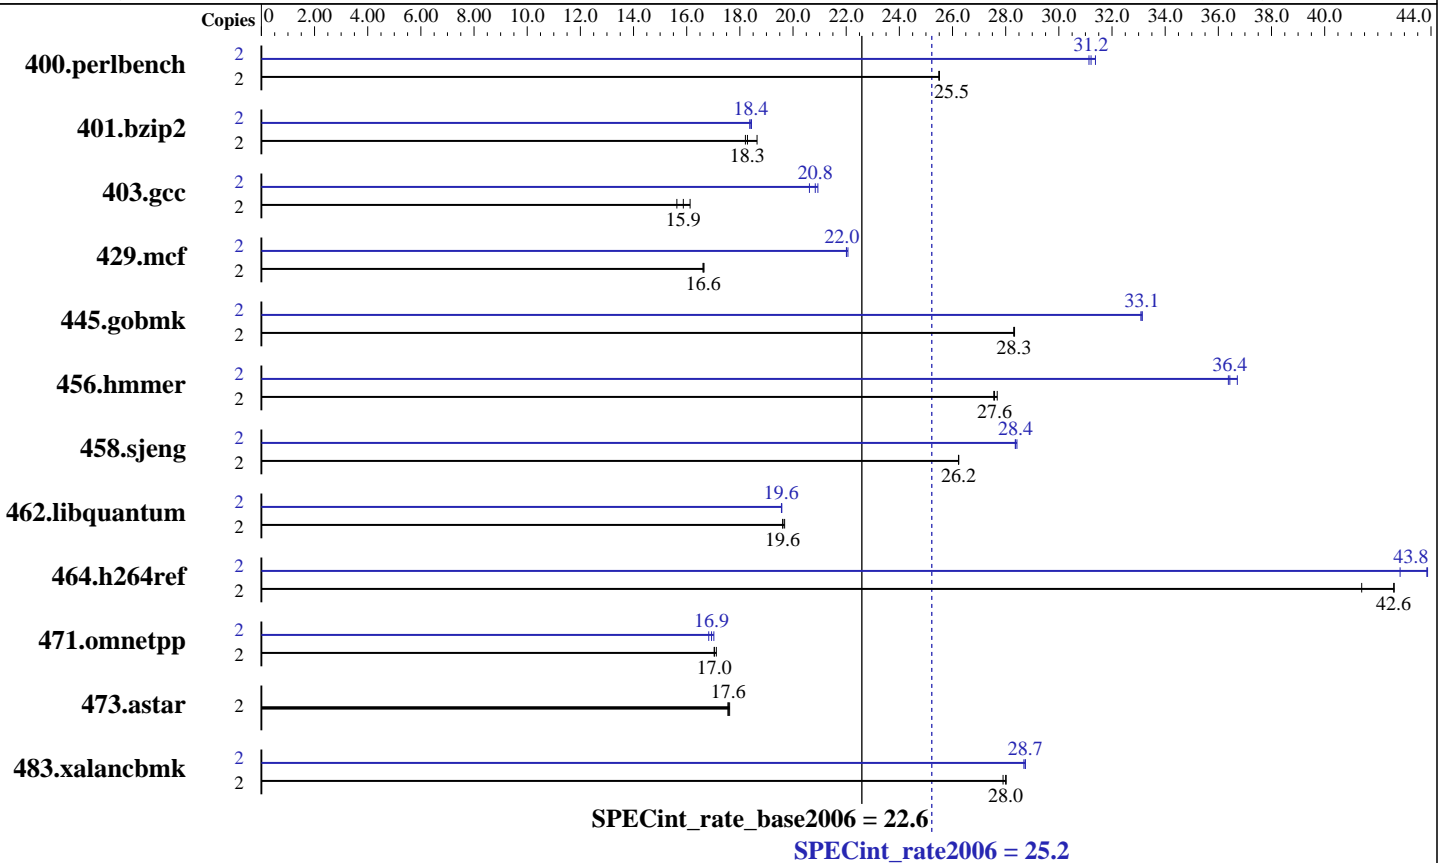 Copies 0 2.00 4.00 6.00 8.00 10.0 12.0 14.0 16.0 18.0 20.0 22.0 24.0 26.0 28.0 30.0 32.0 34.0 36.0 38.0 40.0 44.0
400.perlbench 2 31.2
2 25.5
401.bzip2 2 18.4
2 18.3
403.gcc 2 20.8
2 15.9
429.mcf 2 22.0
2 16.6
445.gobmk 2 33.1
2 28.3
456.hmmer 2 36.4
2 27.6
458.sjeng 2 28.4
2 26.2
462.libquantum 2 19.6
2 19.6
464.h264ref 2 43.8
2 42.6
471.omnetpp 2 16.9
2 17.0
473.astar 2 17.6
483.xalancbmk 2 28.7
2 28.0
SPECint_rate_base2006 = 22.6
SPECint_rate2006 = 25.2